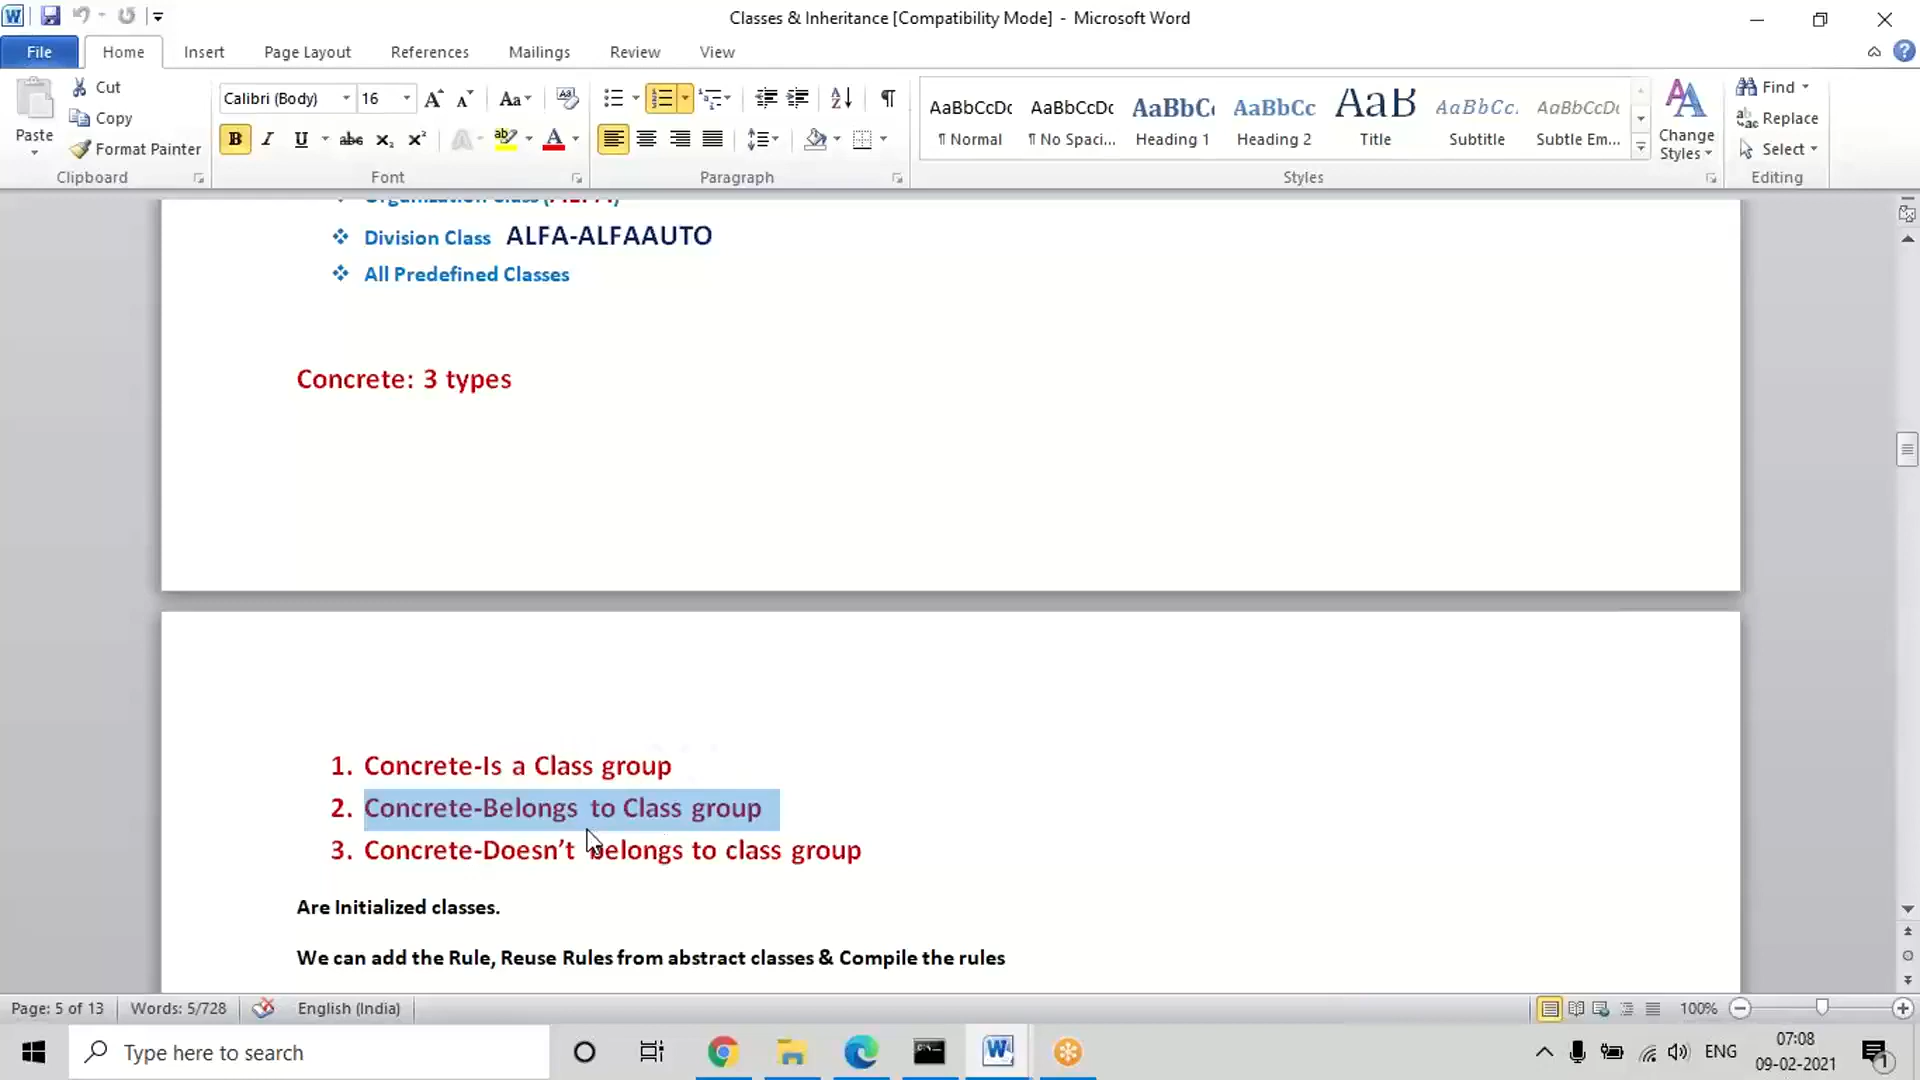 Classes & Inheritance [Compatibility Mode] - Microsoft Word
File Home Insert Page Layout References Mailings Review View
Paste
Cut
Copy
Format Painter
Clipboard
Calibri (Body) 16
Font
Paragraph
AaBbCcDc AaBbCcDc AaBbC AaBbCc AaB AaBbCc. AaBbCcDc
¶ Normal ¶ No Spaci... Heading 1 Heading 2 Title Subtitle Subtle Em...
Change Styles
Styles
Find
Replace
Select
Editing
Division Class ALFA-ALFAAUTO
All Predefined Classes
Concrete: 3 types
1. Concrete-Is a Class group
2. Concrete-Belongs to Class group
3. Concrete-Doesn't belongs to class group
Are Initialized classes.
We can add the Rule, Reuse Rules from abstract classes & Compile the rules
Page: 5 of 13 Words: 5/728 English (India) 100%
Type here to search
ENG
07:08
09-02-2021
1